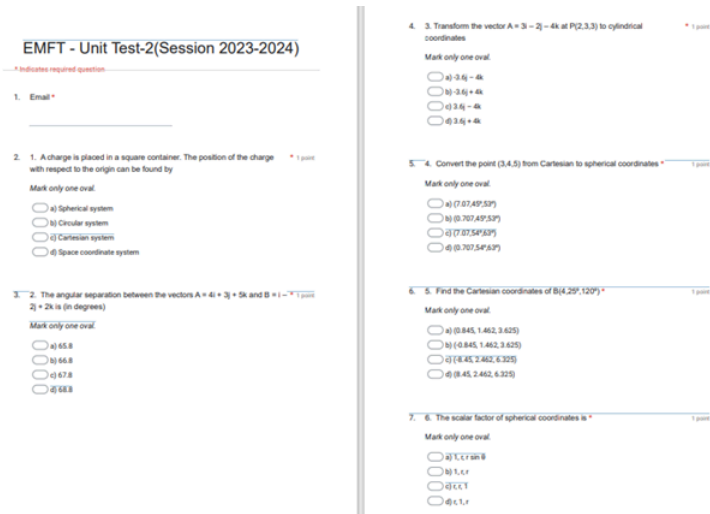 EMFT - Unit Test-2(Session 2023-2024)
* Indicates required question
1. Email *
2. 1. A charge is placed in a square container. The position of the charge * 1 point
with respect to the origin can be found by
Mark only one oval.
a) Spherical system
b) Circular system
c) Cartesian system
d) Space coordinate system
3. 2. The angular separation between the vectors A = 4i + 3j + 5k and B = i – * 1 point
2j + 2k is (in degrees)
Mark only one oval.
a) 65.8
b) 66.8
c) 67.8
d) 68.8
4. 3. Transform the vector A = 3i – 2j – 4k at P(2,3,3) to cylindrical * 1 point
coordinates
Mark only one oval.
a) -3.6j – 4k
b) -3.6j + 4k
c) 3.6j – 4k
d) 3.6j + 4k
5. 4. Convert the point (3,4,5) from Cartesian to spherical coordinates * 1 point
Mark only one oval.
a) (7.07,45⁰,53⁰)
b) (0.707,45⁰,53⁰)
c) (7.07,54⁰,63⁰)
d) (0.707,54⁰,63⁰)
6. 5. Find the Cartesian coordinates of B(4,25⁰,120⁰) * 1 point
Mark only one oval.
a) (0.845, 1.462, 3.625)
b) (-0.845, 1.462, 3.625)
c) (-8.45, 2.462, 6.325)
d) (8.45, 2.462, 6.325)
7. 6. The scalar factor of spherical coordinates is * 1 point
Mark only one oval.
a) 1, r, r sin θ
b) 1, r, r
c) r, r, 1
d) r, 1, r